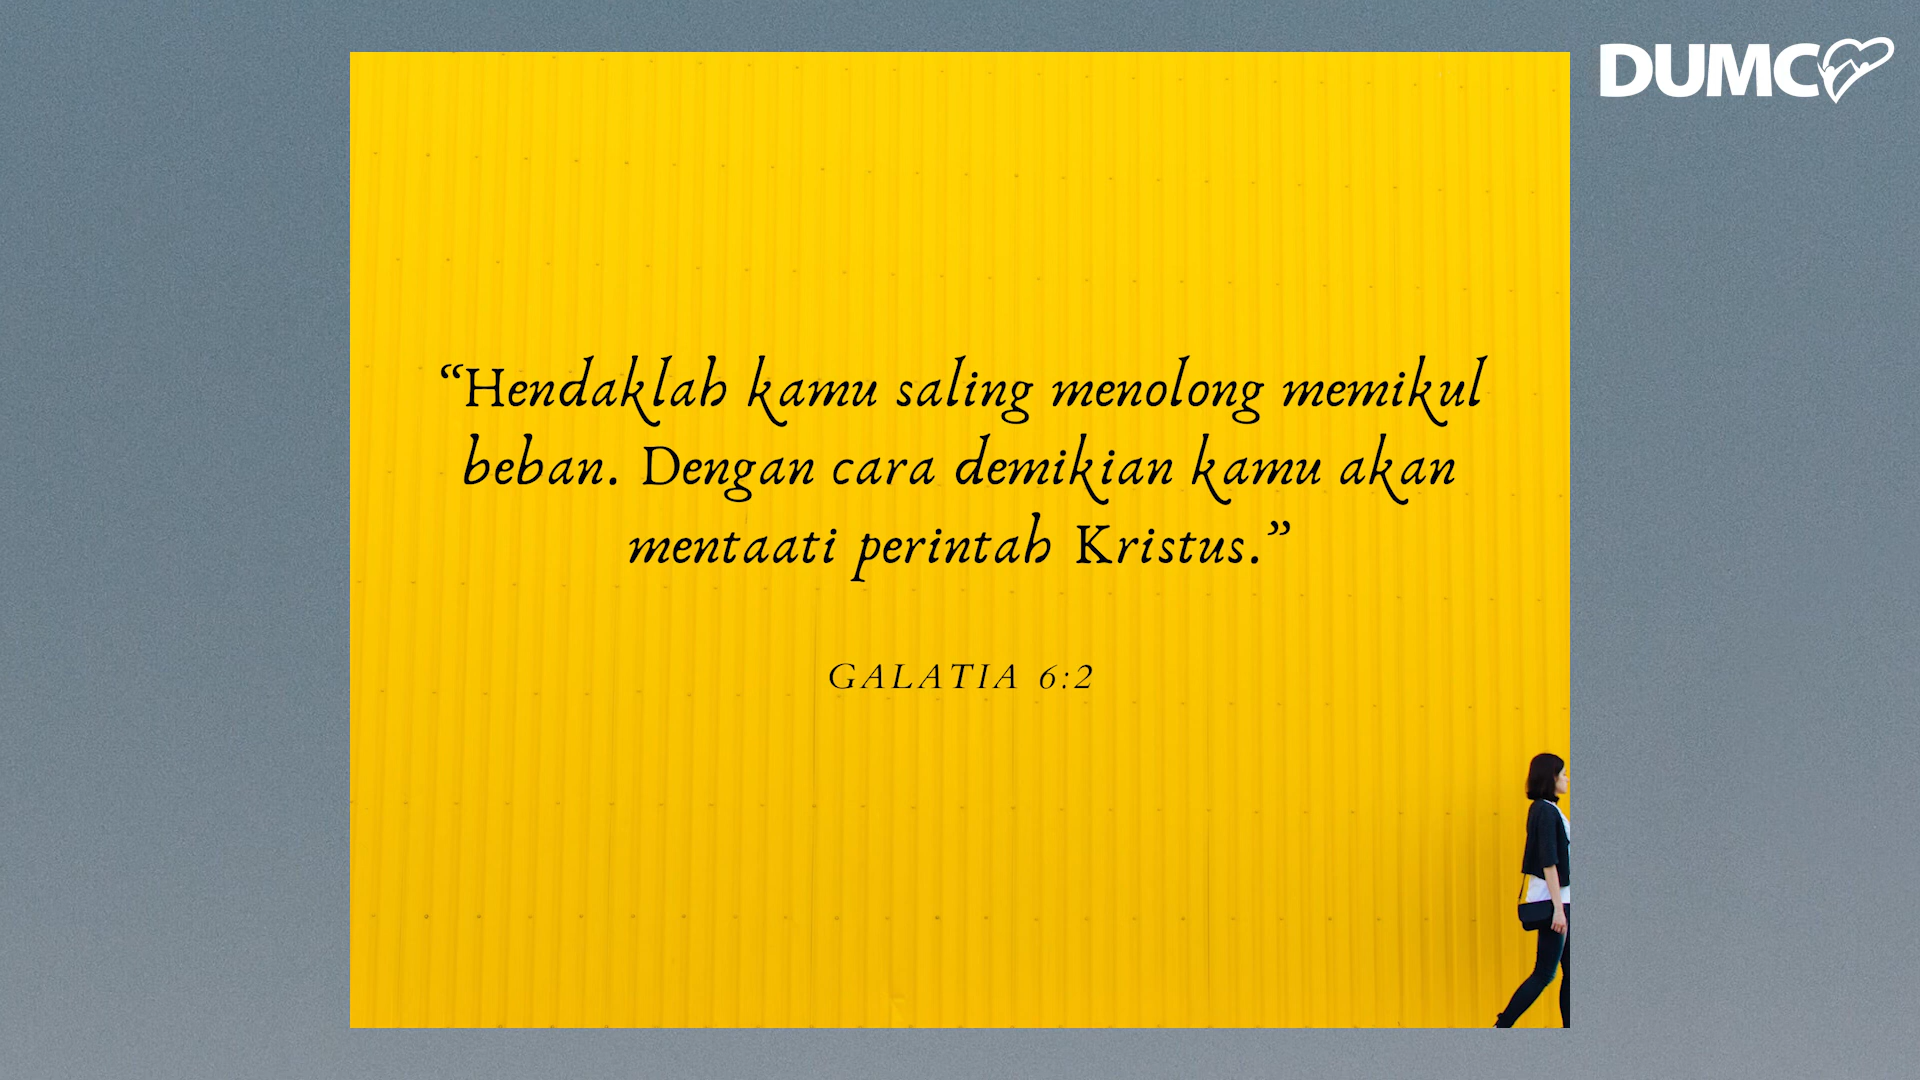 DUMC
“Hendaklah kamu saling menolong memikul
beban. Dengan cara demikian kamu akan
mentaati perintah Kristus.”
GALATIA 6:2